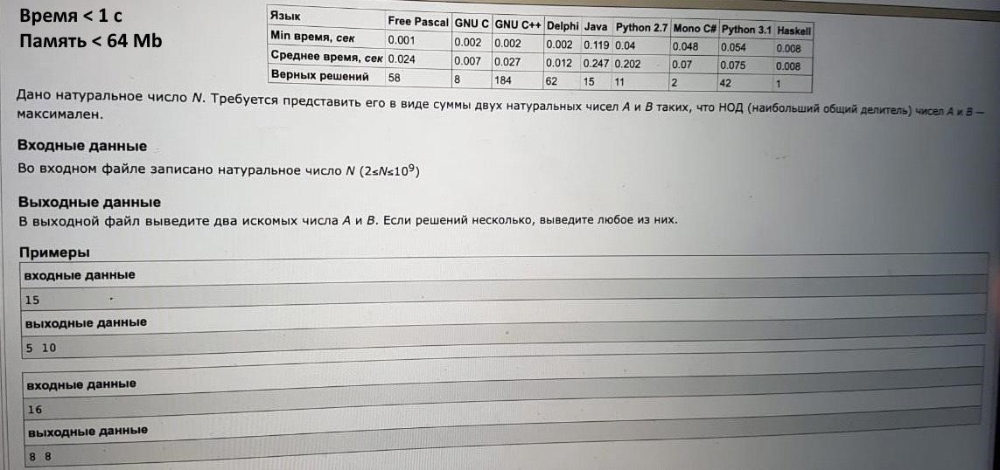 Время < 1 с
Память < 64 Mb
Язык Free Pascal GNU C GNU C++ Delphi Java Python 2.7 Mono C# Python 3.1 Haskell
Min время, сек 0.001 0.002 0.002 0.002 0.119 0.04 0.048 0.054 0.008
Среднее время, сек 0.024 0.007 0.027 0.012 0.247 0.202 0.07 0.075 0.008
Верных решений 58 8 184 62 15 11 2 42 1
Дано натуральное число N. Требуется представить его в виде суммы двух натуральных чисел A и B таких, что НОД (наибольший общий делитель) чисел A и B —
максимален.
Входные данные
Во входном файле записано натуральное число N (2≤N≤10⁹)
Выходные данные
В выходной файл выведите два искомых числа A и B. Если решений несколько, выведите любое из них.
Примеры
входные данные
15
выходные данные
5 10
входные данные
16
выходные данные
8 8